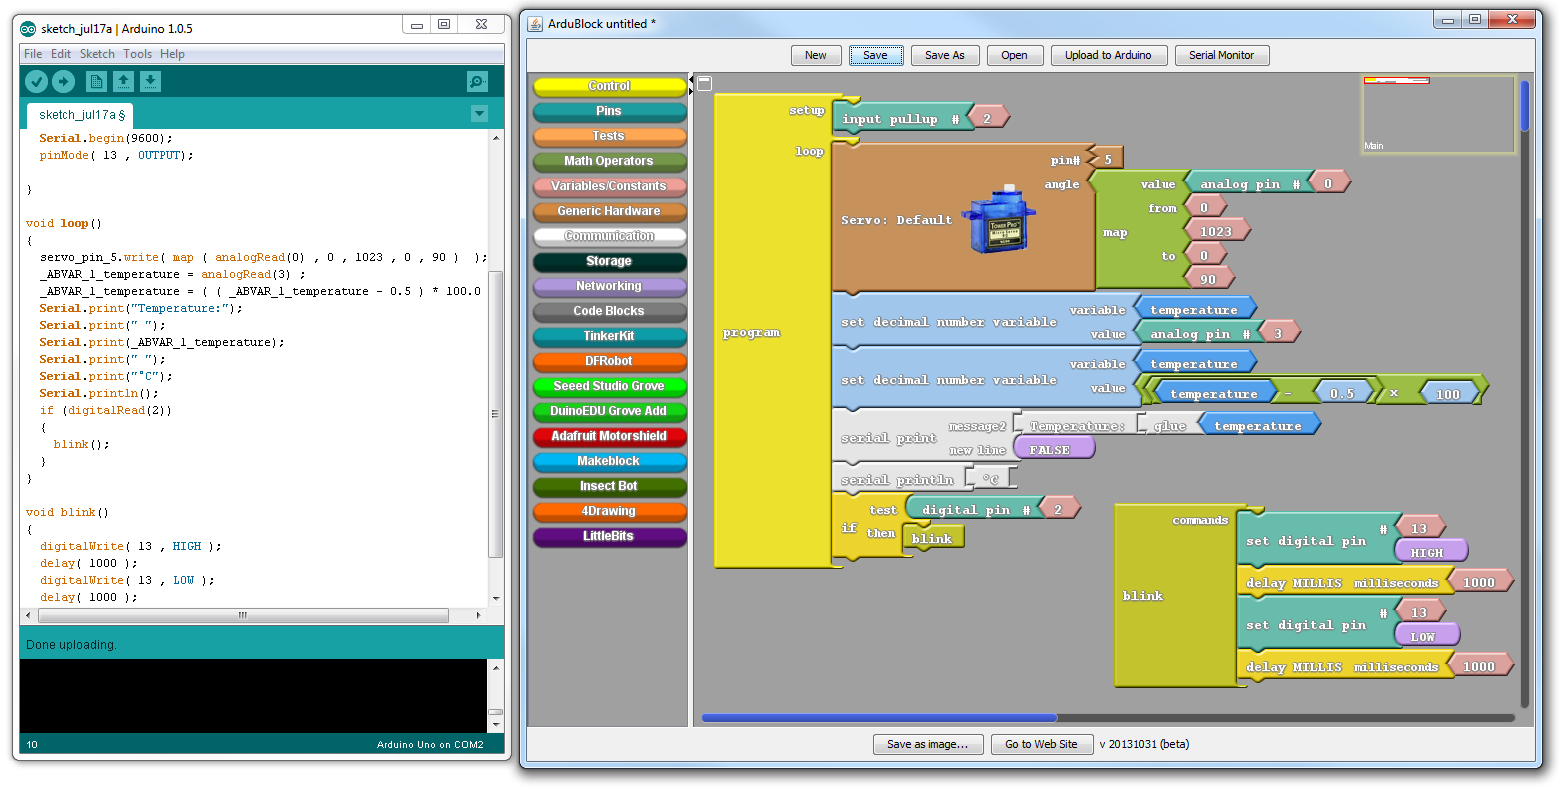 sketch_jul17a | Arduino 1.0.5
File Edit Sketch Tools Help
sketch_jul17a §
Serial.begin(9600);
pinMode( 13 , OUTPUT);
}
void loop()
{
servo_pin_5.write( map ( analogRead(0) , 0 , 1023 , 0 , 90 ) );
_ABVAR_1_temperature = analogRead(3) ;
_ABVAR_1_temperature = ( ( _ABVAR_1_temperature - 0.5 ) * 100.0
Serial.print("Temperature:");
Serial.print(" ");
Serial.print(_ABVAR_1_temperature);
Serial.print(" ");
Serial.print("°C");
Serial.println();
if (digitalRead(2))
{
blink();
}
}
void blink()
{
digitalWrite( 13 , HIGH );
delay( 1000 );
digitalWrite( 13 , LOW );
delay( 1000 );
Done uploading.
10
Arduino Uno on COM2
ArduBlock untitled *
New Save Save As Open Upload to Arduino Serial Monitor
Control
Pins
Tests
Math Operators
Variables/Constants
Generic Hardware
Communication
Storage
Networking
Code Blocks
TinkerKit
DFRobot
Seeed Studio Grove
DuinoEDU Grove Add
Adafruit Motorshield
Makeblock
Insect Bot
4Drawing
LittleBits
program
setup
input pullup # 2
loop
Servo: Default
TOWER PRO
pin# 5
angle
map
value analog pin # 0
from 0
1023
to 0
90
set decimal number variable
variable temperature
value analog pin # 3
set decimal number variable
variable temperature
value temperature - 0.5 x 100
serial print
message2 Temperature: glue temperature
new line FALSE
serial println °C
if
test digital pin # 2
then blink
blink
commands
set digital pin # 13
HIGH
delay MILLIS milliseconds 1000
set digital pin # 13
LOW
delay MILLIS milliseconds 1000
Main
Save as image... Go to Web Site v 20131031 (beta)